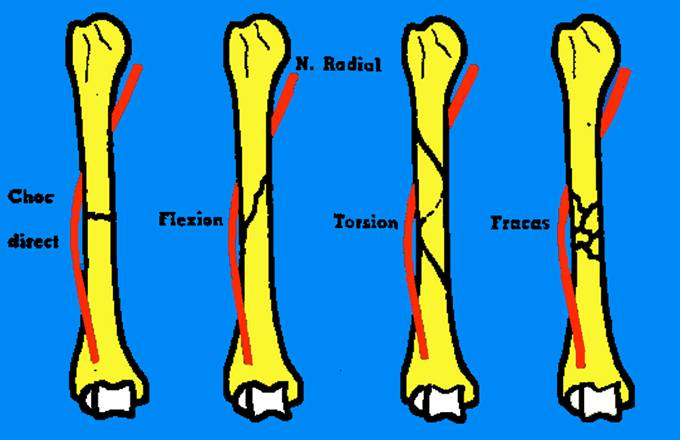 N. Radial
Choc
direct
Flexion
Torsion
Fracas